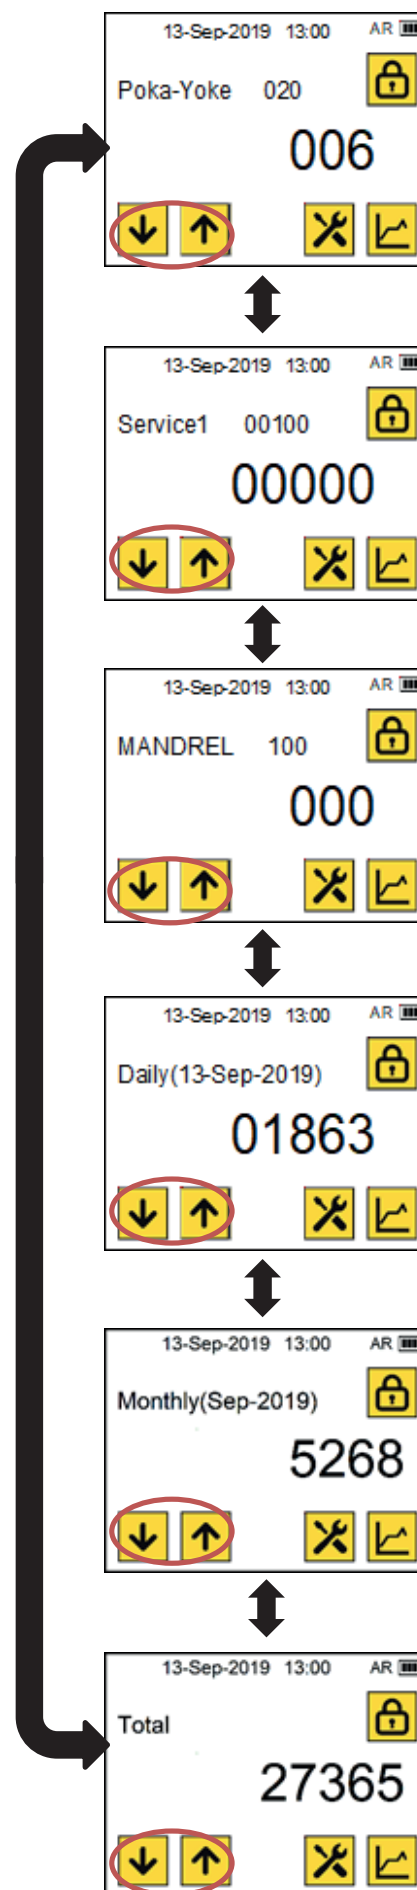 13-Sep-2019 13:00 AR
Poka-Yoke 020
006
13-Sep-2019 13:00 AR
Service1 00100
00000
13-Sep-2019 13:00 AR
MANDREL 100
000
13-Sep-2019 13:00 AR
Daily(13-Sep-2019)
01863
13-Sep-2019 13:00 AR
Monthly(Sep-2019)
5268
13-Sep-2019 13:00 AR
Total
27365